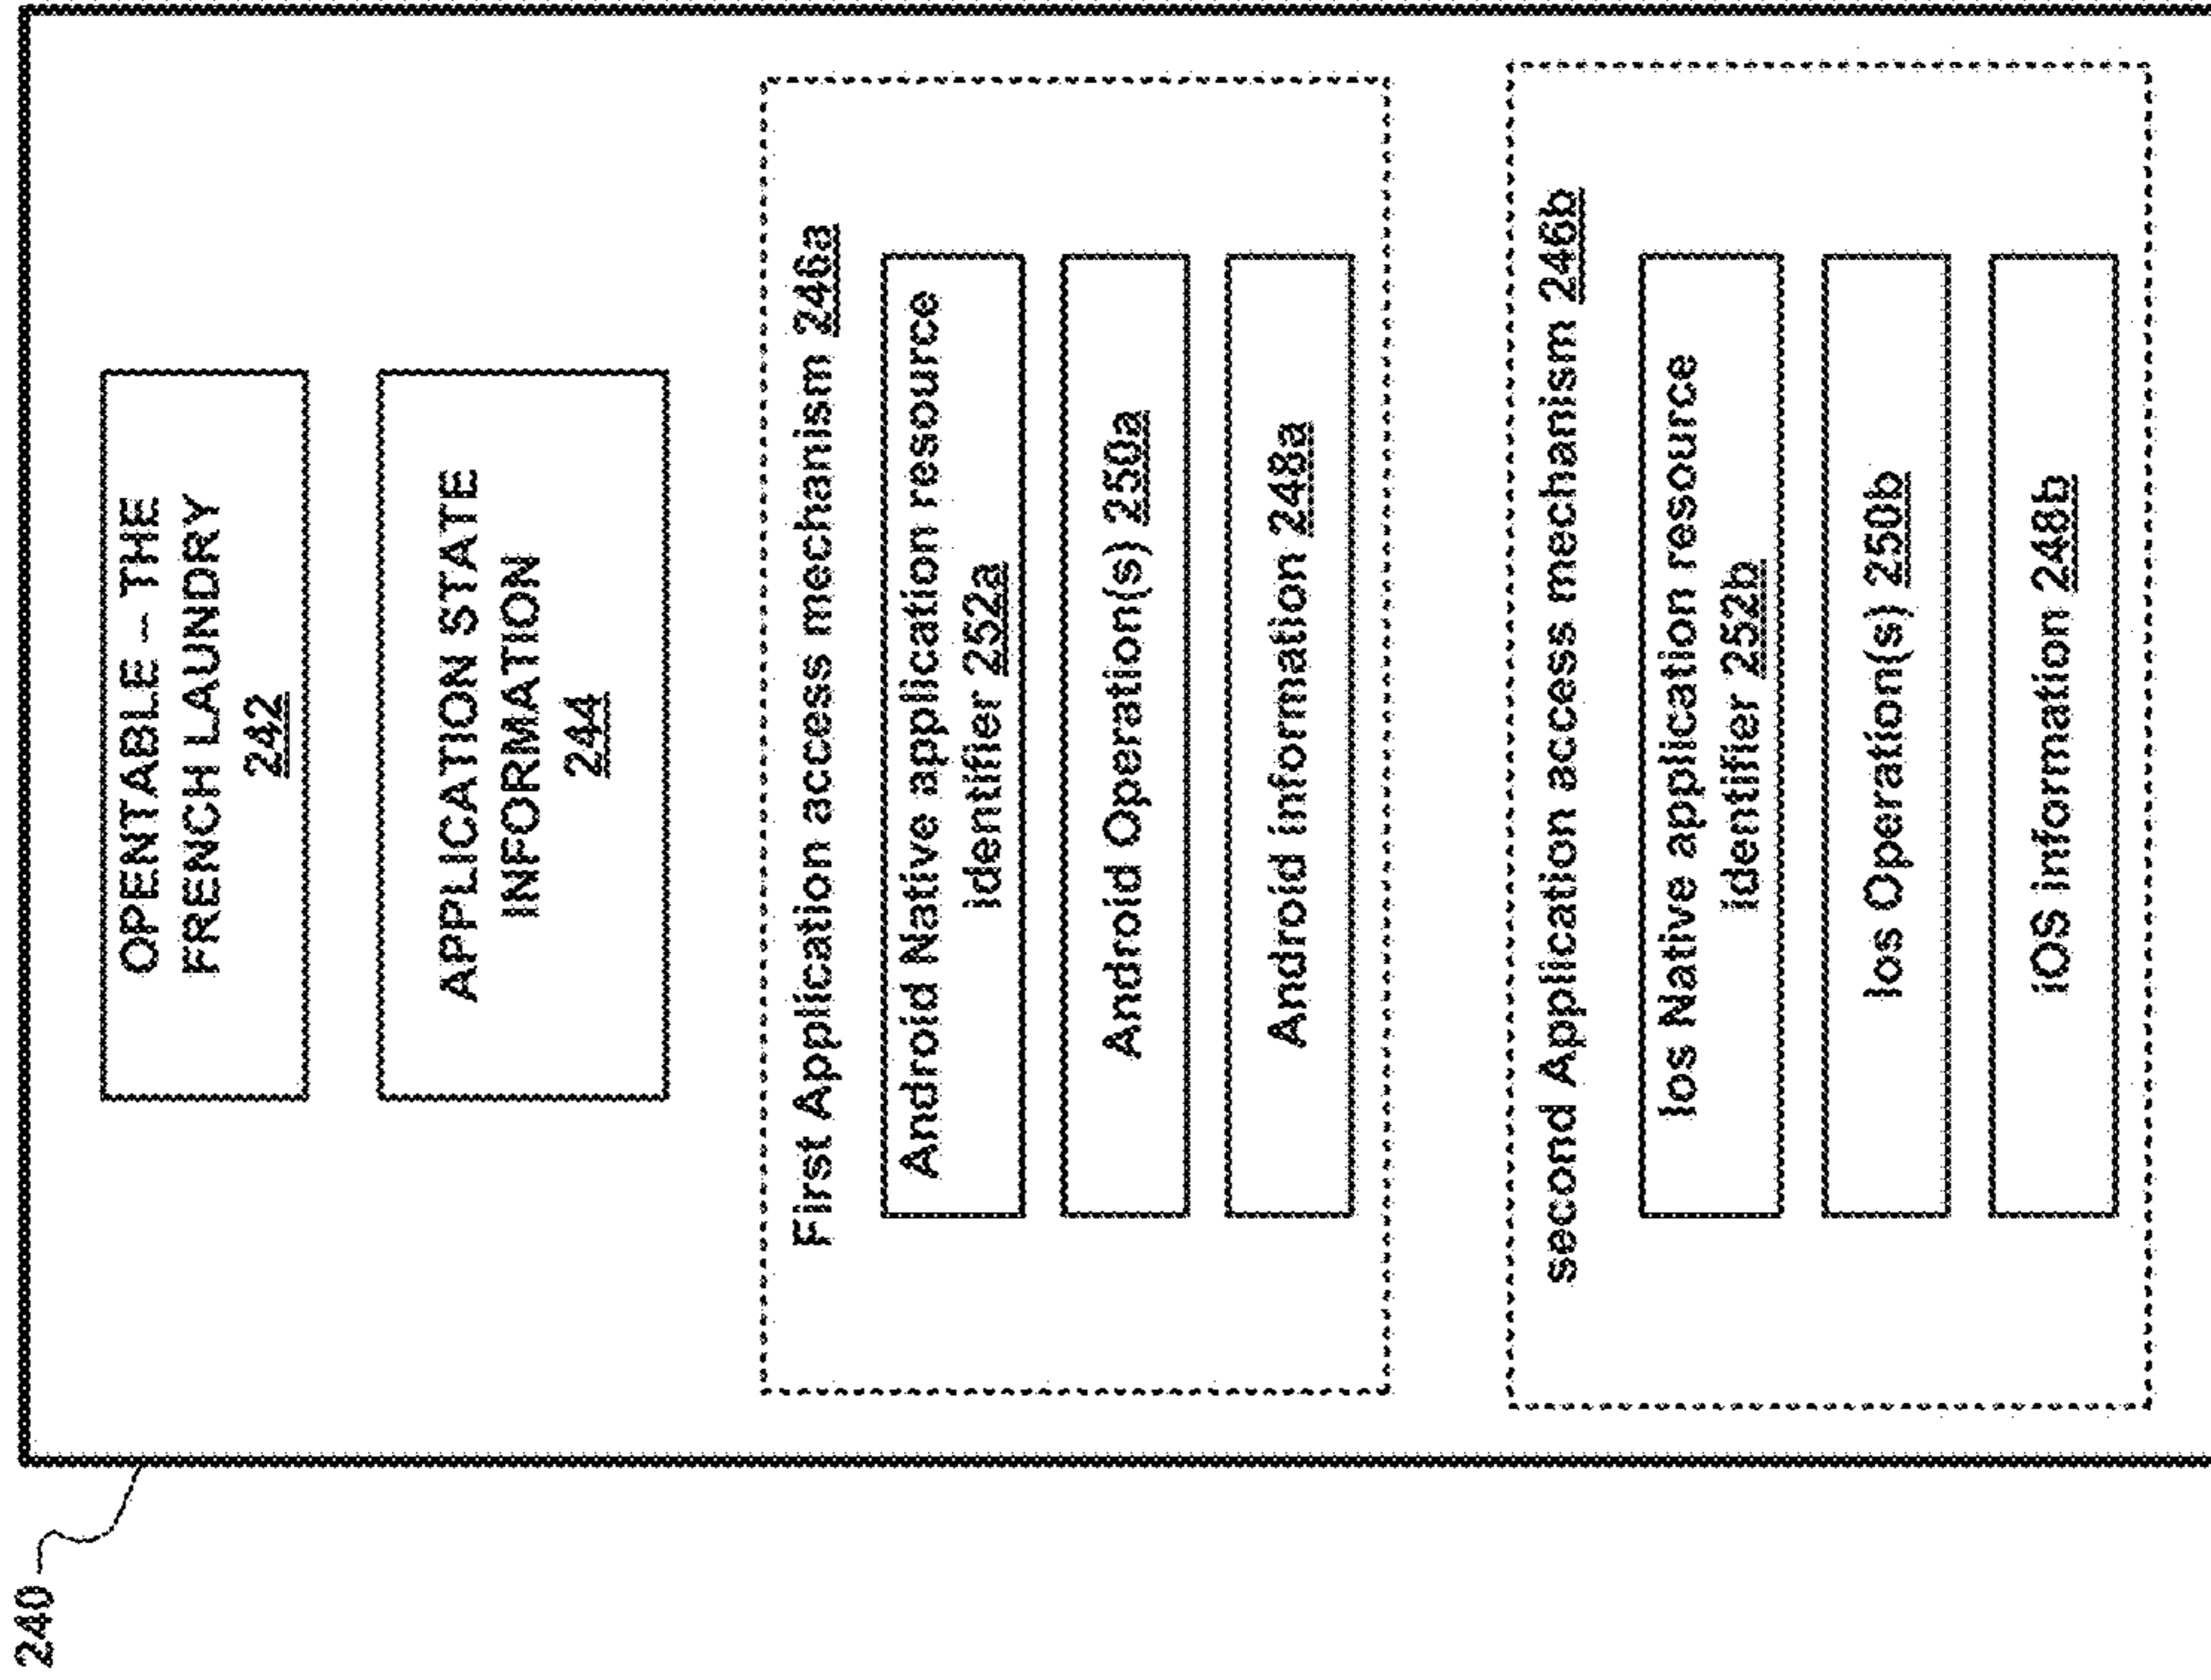 240
OPENTABLE – THE
FRENCH LAUNDRY
242
APPLICATION STATE
INFORMATION
244
First Application access mechanism 246a
Android Native application resource
identifier 252a
Android Operation(s) 250a
Android information 248a
second Application access mechanism 246b
Ios Native application resource
identifier 252b
Ios Operation(s) 250b
iOS information 248b